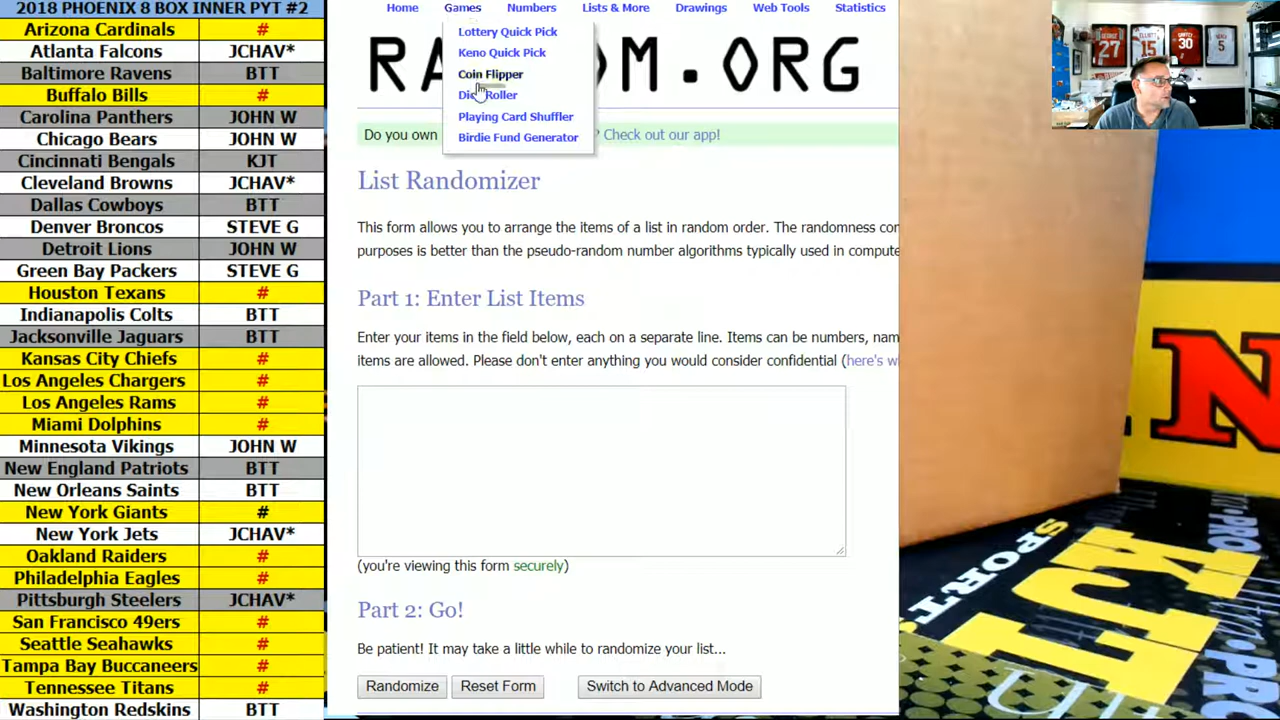 2018 PHOENIX 8 BOX INNER PYT #2
Arizona Cardinals #
Atlanta Falcons JCHAV*
Baltimore Ravens BTT
Buffalo Bills #
Carolina Panthers JOHN W
Chicago Bears JOHN W
Cincinnati Bengals KJT
Cleveland Browns JCHAV*
Dallas Cowboys BTT
Denver Broncos STEVE G
Detroit Lions JOHN W
Green Bay Packers STEVE G
Houston Texans #
Indianapolis Colts BTT
Jacksonville Jaguars BTT
Kansas City Chiefs #
Los Angeles Chargers #
Los Angeles Rams #
Miami Dolphins #
Minnesota Vikings JOHN W
New England Patriots BTT
New Orleans Saints BTT
New York Giants #
New York Jets JCHAV*
Oakland Raiders #
Philadelphia Eagles #
Pittsburgh Steelers JCHAV*
San Francisco 49ers #
Seattle Seahawks #
Tampa Bay Buccaneers #
Tennessee Titans #
Washington Redskins BTT
Home Games Numbers Lists & More Drawings Web Tools Statistics
Lottery Quick Pick
Keno Quick Pick
Coin Flipper
Roller
Playing Card Shuffler
Birdie Fund Generator
.ORG
Do you own ? Check out our app!
List Randomizer
This form allows you to arrange the items of a list in random order. The randomness
purposes is better than the pseudo-random number algorithms typically used in
Part 1: Enter List Items
Enter your items in the field below, each on a separate line. Items can be numbers,
items are allowed. Please don't enter anything you would consider confidential (here's
(you're viewing this form securely)
Part 2: Go!
Be patient! It may take a little while to randomize your list...
Randomize Reset Form Switch to Advanced Mode
GEORGE 27
ELLIOTT 15
30
5
N
PRO
SPORT
KJT